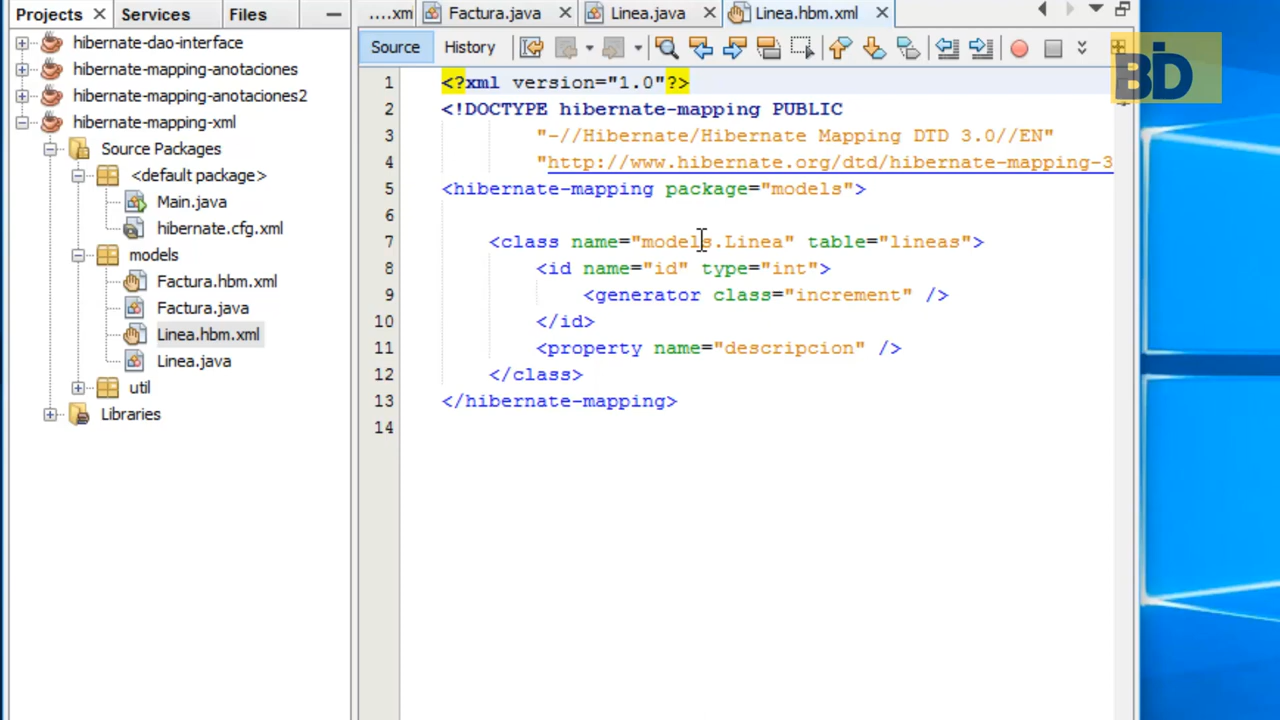 Projects
Services
Files
hibernate-dao-interface
hibernate-mapping-anotaciones
hibernate-mapping-anotaciones2
hibernate-mapping-xml
Source Packages
<default package>
Main.java
hibernate.cfg.xml
models
Factura.hbm.xml
Factura.java
Linea.hbm.xml
Linea.java
util
Libraries
....xm
Factura.java
Linea.java
Linea.hbm.xml
Source
History
BiD
1 <?xml version="1.0"?>
2 <!DOCTYPE hibernate-mapping PUBLIC
3 "-//Hibernate/Hibernate Mapping DTD 3.0//EN"
4 "http://www.hibernate.org/dtd/hibernate-mapping-3
5 <hibernate-mapping package="models">
6
7 <class name="models.Linea" table="lineas">
8 <id name="id" type="int">
9 <generator class="increment" />
10 </id>
11 <property name="descripcion" />
12 </class>
13 </hibernate-mapping>
14